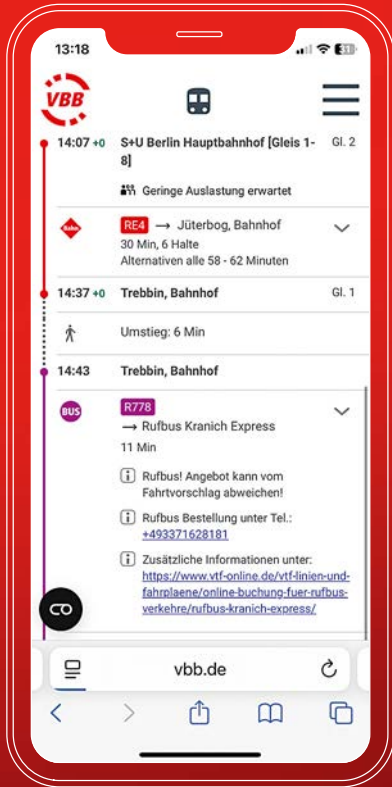 13:18
31
VBB
14:07 +0 S+U Berlin Hauptbahnhof [Gleis 1- Gl. 2
8]
Geringe Auslastung erwartet
Bahn RE4 → Jüterbog, Bahnhof
30 Min, 6 Halte
Alternativen alle 58 - 62 Minuten
14:37 +0 Trebbin, Bahnhof Gl. 1
Umstieg: 6 Min
14:43 Trebbin, Bahnhof
BUS R778
→ Rufbus Kranich Express
11 Min
Rufbus! Angebot kann vom
Fahrtvorschlag abweichen!
Rufbus Bestellung unter Tel.:
+493371628181
Zusätzliche Informationen unter:
https://www.vtf-online.de/vtf-linien-und-
fahrplaene/online-buchung-fuer-rufbus-
verkehre/rufbus-kranich-express/
vbb.de